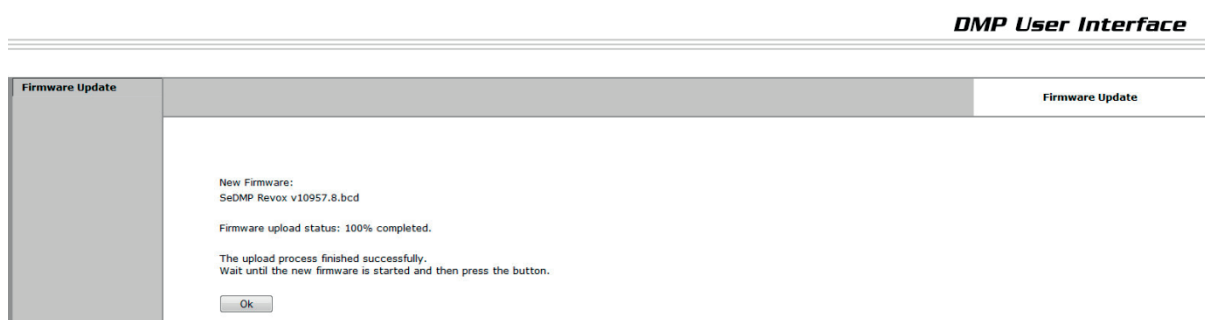 DMP User Interface
Firmware Update
Firmware Update
New Firmware:
SeDMP Revox v10957.8.bcd
Firmware upload status: 100% completed.
The upload process finished successfully.
Wait until the new firmware is started and then press the button.
Ok